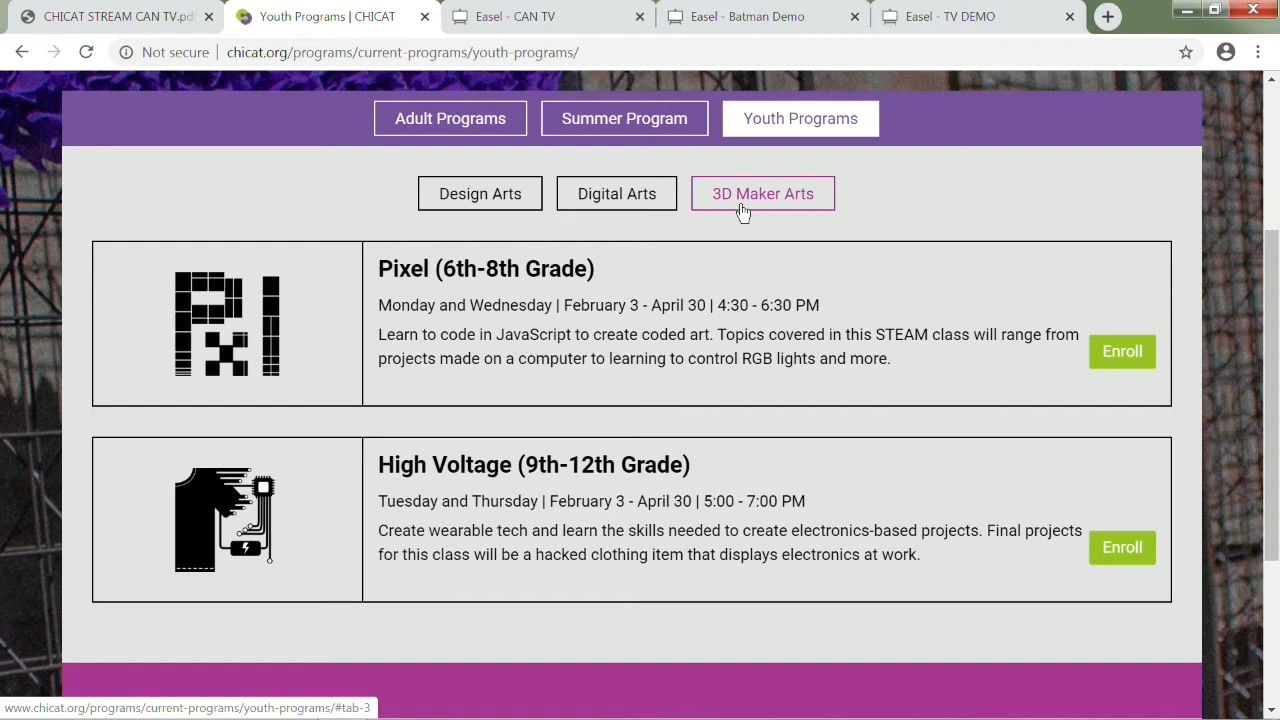 CHICAT STREAM CAN TV.pd
Youth Programs | CHICAT
Easel - CAN TV
Easel - Batman Demo
Easel - TV DEMO
Not secure | chicat.org/programs/current-programs/youth-programs/
Adult Programs
Summer Program
Youth Programs
Design Arts
Digital Arts
3D Maker Arts
Pixel (6th-8th Grade)
Monday and Wednesday | February 3 - April 30 | 4:30 - 6:30 PM
Learn to code in JavaScript to create coded art. Topics covered in this STEAM class will range from
projects made on a computer to learning to control RGB lights and more.
Enroll
High Voltage (9th-12th Grade)
Tuesday and Thursday | February 3 - April 30 | 5:00 - 7:00 PM
Create wearable tech and learn the skills needed to create electronics-based projects. Final projects
for this class will be a hacked clothing item that displays electronics at work.
Enroll
www.chicat.org/programs/current-programs/youth-programs/#tab-3